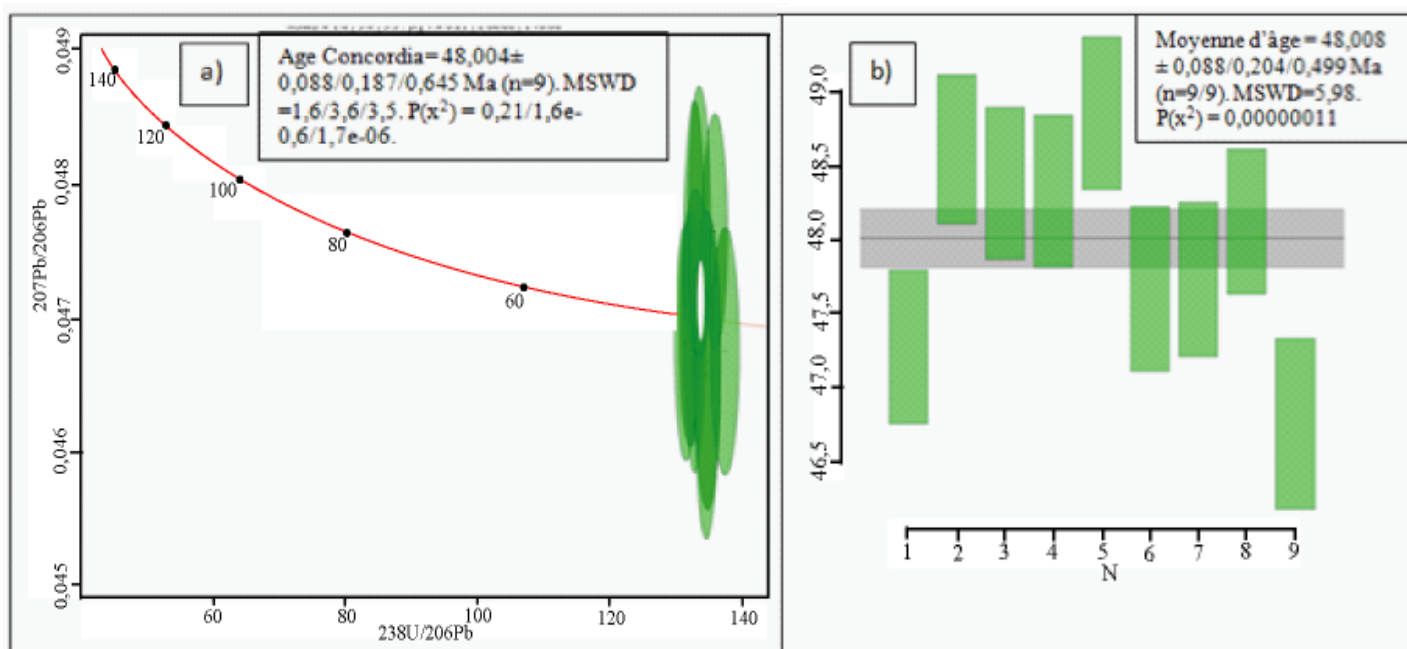 a)
Age Concordia = 48,004±
0,088/0,187/0,645 Ma (n=9). MSWD
=1,6/3,6/3,5. P(x²) = 0,21/1,6e-
0,6/1,7e-06.
0,049
0,048
0,047
0,046
0,045
207Pb/206Pb
140
120
100
80
60
60 80 100 120 140
238U/206Pb
b)
Moyenne d'âge = 48,008
± 0,088/0,204/0,499 Ma
(n=9/9). MSWD=5,98.
P(x²) = 0,00000011
49,0
48,5
48,0
47,5
47,0
46,5
1 2 3 4 5 6 7 8 9
N